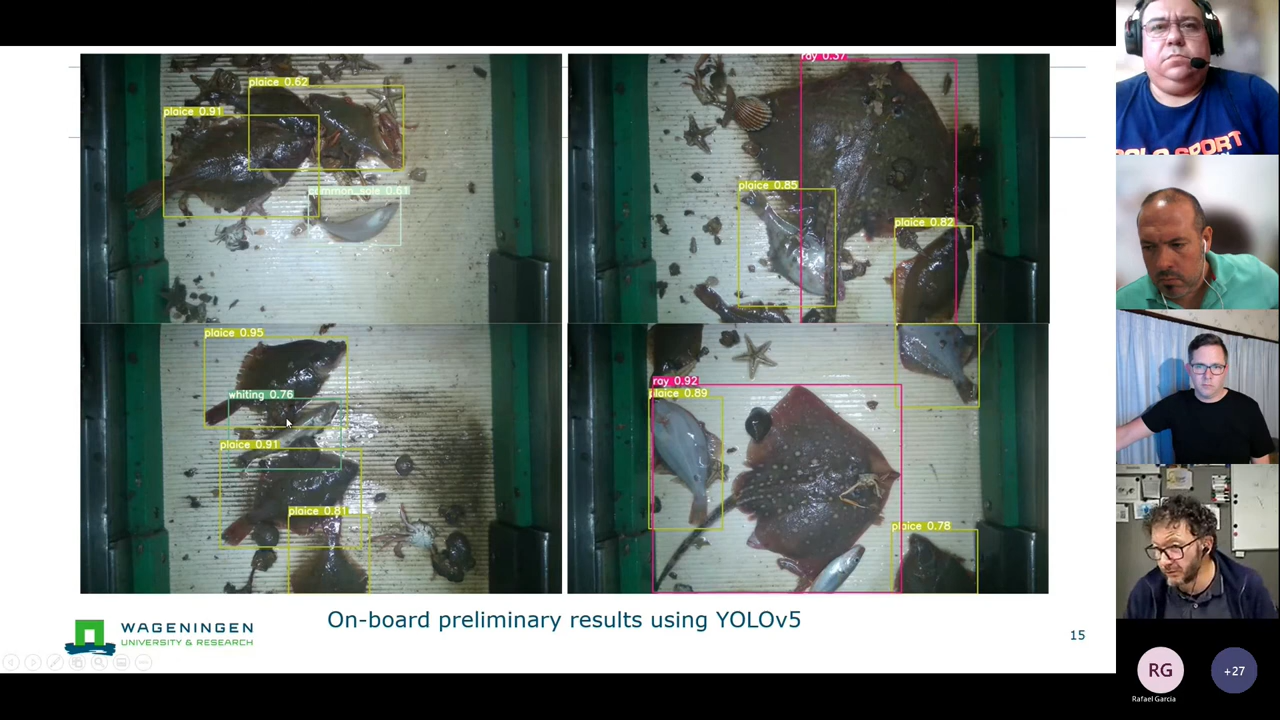 plaice 0.62
plaice 0.91
common_sole 0.61
ray 0.57
plaice 0.85
plaice 0.82
plaice 0.95
whiting 0.76
plaice 0.91
plaice 0.81
ray 0.92
plaice 0.89
plaice 0.78
On-board preliminary results using YOLOv5
WAGENINGEN
UNIVERSITY & RESEARCH
15
POLO SPORT
RG
Rafael Garcia
+27